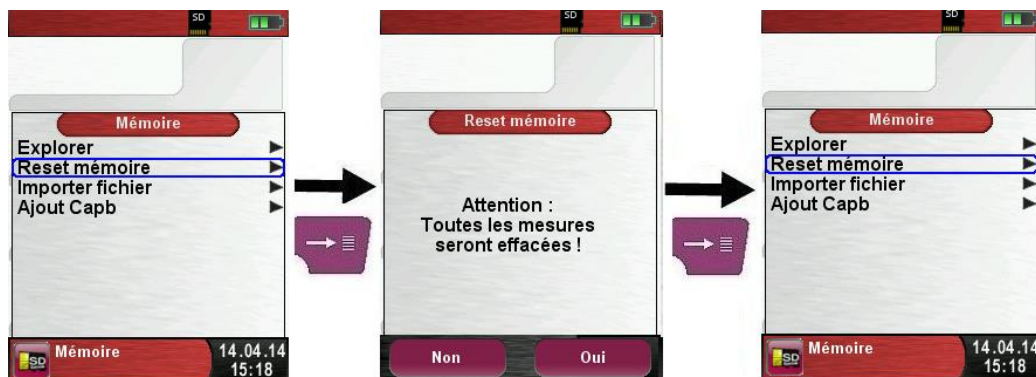 SD
Mémoire
Explorer
Reset mémoire
Importer fichier
Ajout Capb
SD
Mémoire
14.04.14
15:18
SD
Reset mémoire
Attention :
Toutes les mesures
seront effacées !
Non
Oui
SD
Mémoire
Explorer
Reset mémoire
Importer fichier
Ajout Capb
SD
Mémoire
14.04.14
15:18